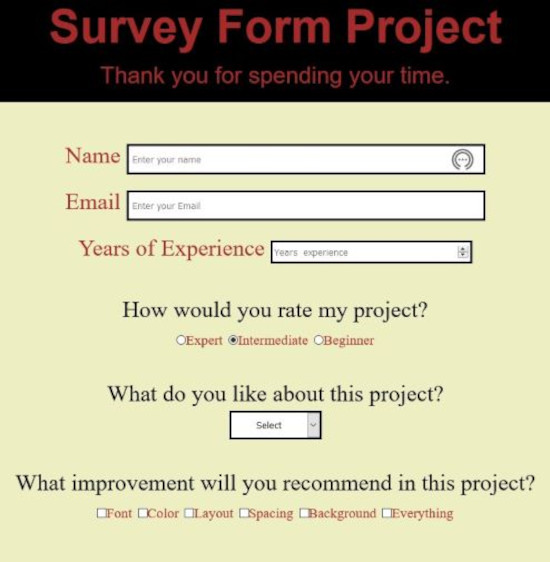 Survey Form Project
Thank you for spending your time.
Name Enter your name
Email Enter your Email
Years of Experience Years experience
How would you rate my project?
Expert Intermediate Beginner
What do you like about this project?
Select
What improvement will you recommend in this project?
Font Color Layout Spacing Background Everything